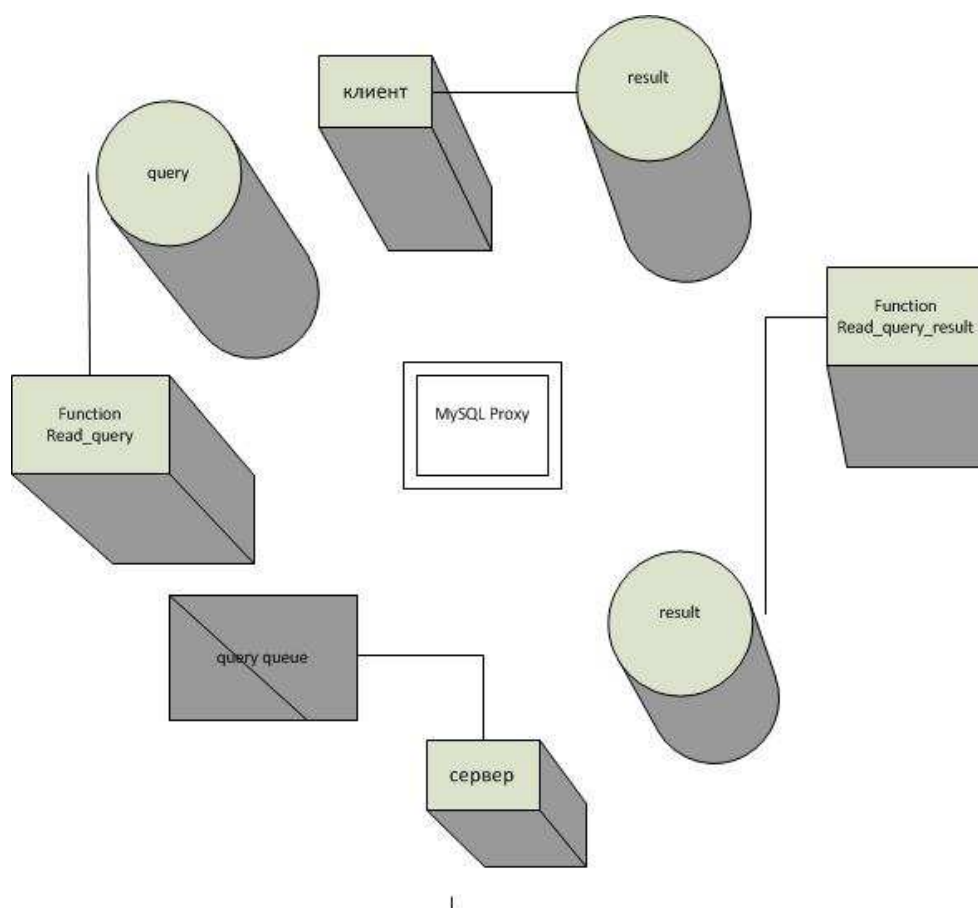 клиент
result
query
Function
Read_query_result
Function
Read_query
MySQL Proxy
result
query queue
сервер